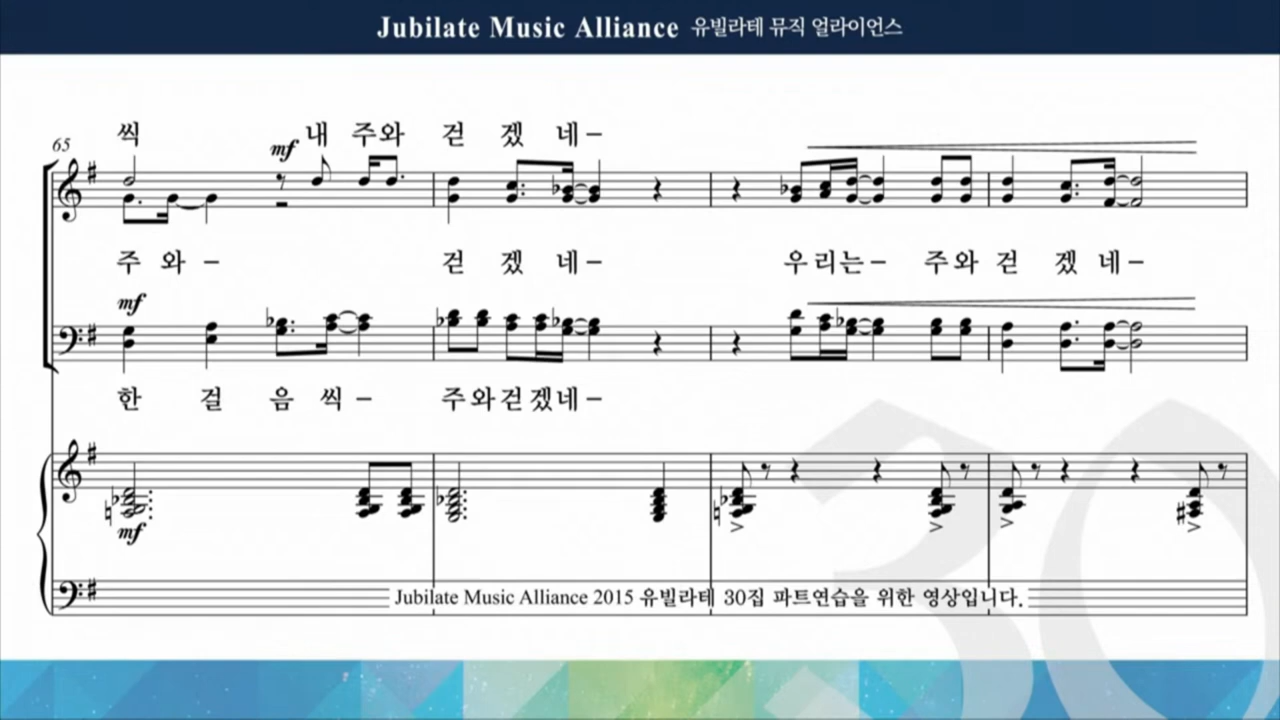 Jubilate Music Alliance 유빌라테 뮤직 얼라이언스
씩 내 주와 걷 겠 네 –
65
mf
주 와 – 걷 겠 네 – 우 리는 – 주와 걷 겠 네 –
mf
한 걸 음 씩 – 주 와 걷 겠 네 –
mf
Jubilate Music Alliance 2015 유빌라테 30집 파트연습을 위한 영상입니다.
30